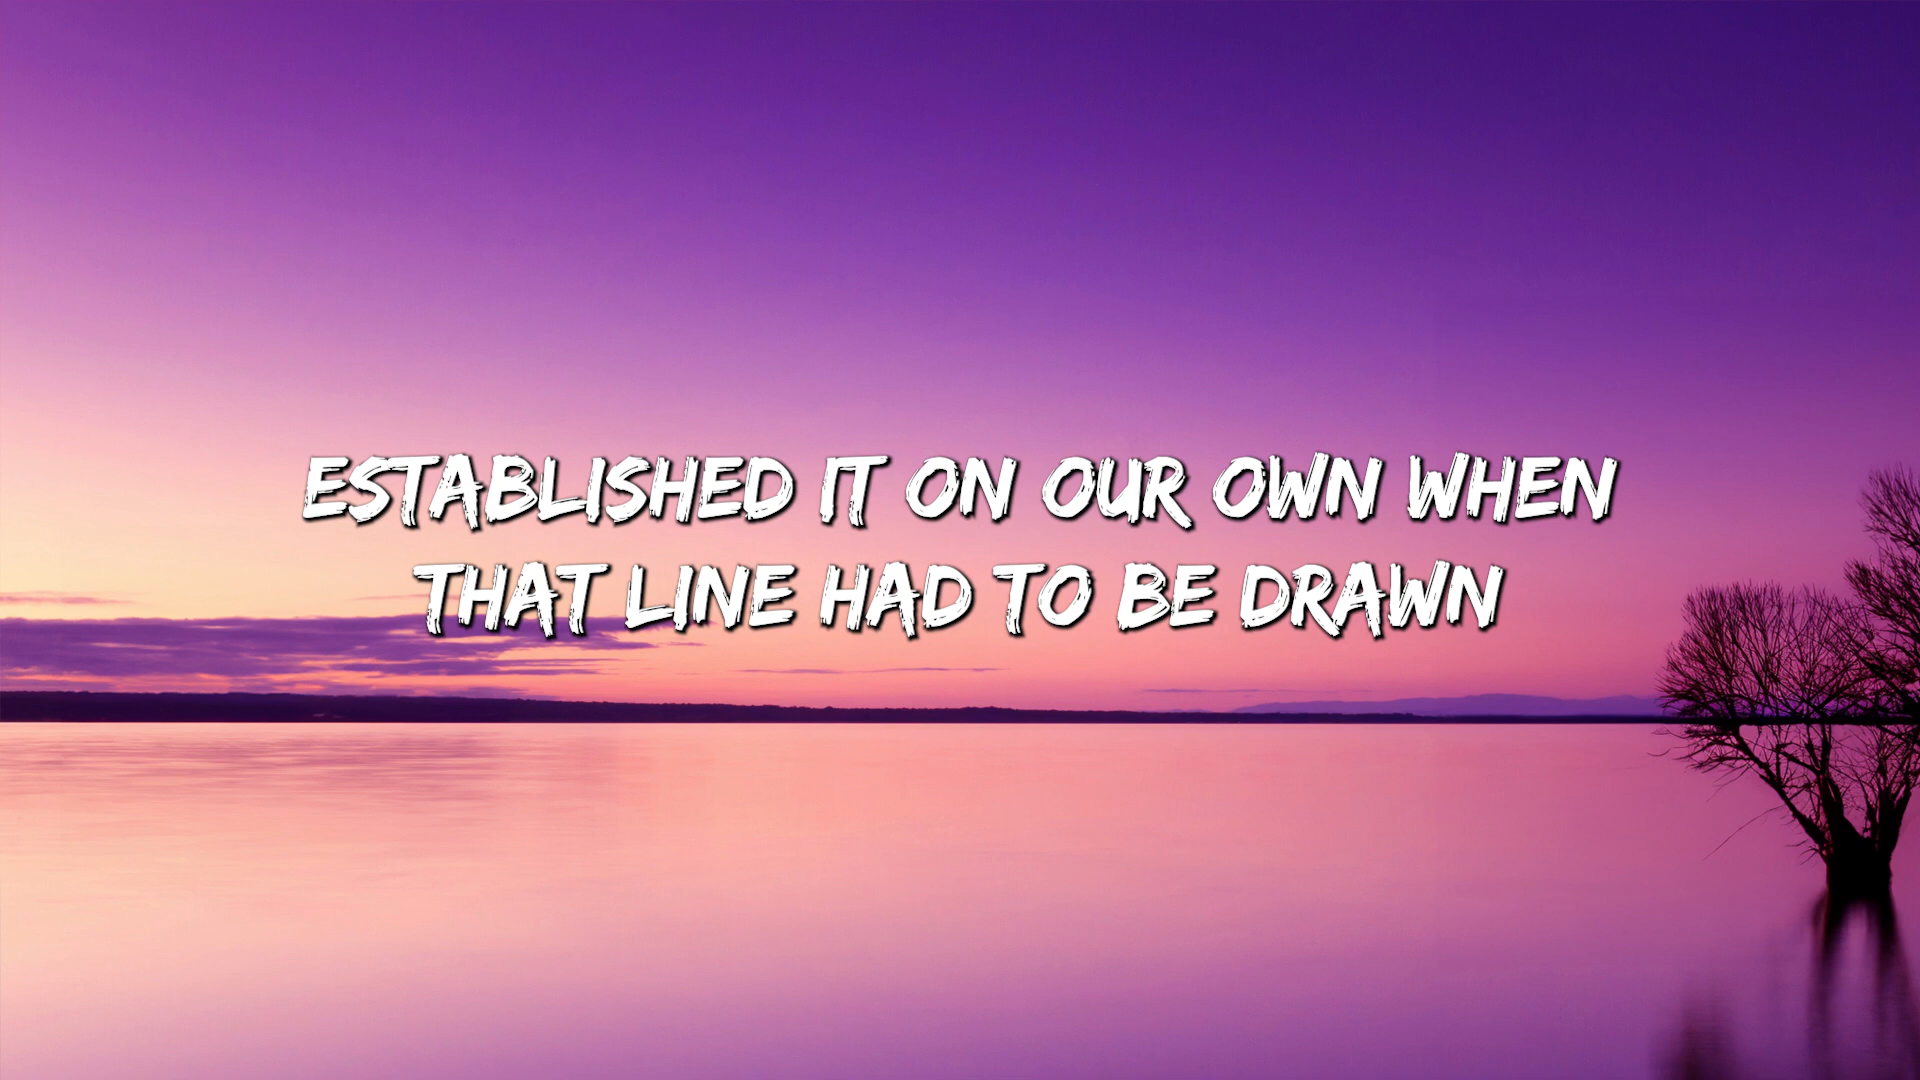 ESTABLISHED IT ON OUR OWN WHEN
THAT LINE HAD TO BE DRAWN